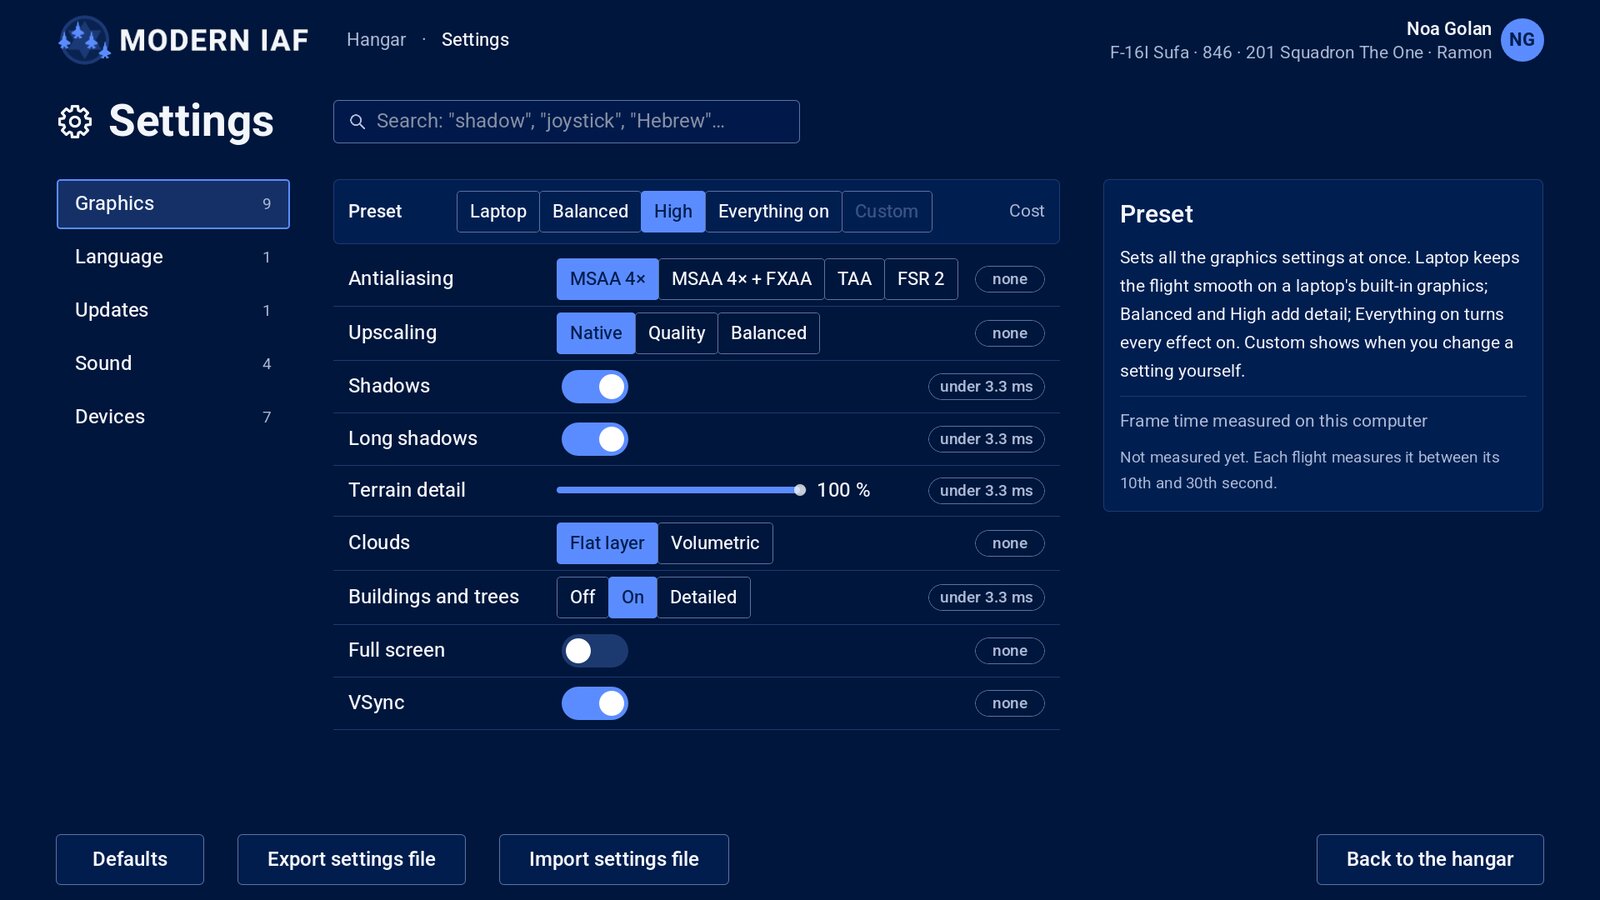 MODERN IAF
Hangar · Settings
Noa Golan
F-16I Sufa · 846 · 201 Squadron The One · Ramon
NG
Settings
Search: "shadow", "joystick", "Hebrew"...
Graphics 9
Language 1
Updates 1
Sound 4
Devices 7
Preset Laptop Balanced High Everything on Custom Cost
Antialiasing MSAA 4× MSAA 4× + FXAA TAA FSR 2 none
Upscaling Native Quality Balanced none
Shadows under 3.3 ms
Long shadows under 3.3 ms
Terrain detail 100 % under 3.3 ms
Clouds Flat layer Volumetric none
Buildings and trees Off On Detailed under 3.3 ms
Full screen none
VSync none
Preset
Sets all the graphics settings at once. Laptop keeps
the flight smooth on a laptop's built-in graphics;
Balanced and High add detail; Everything on turns
every effect on. Custom shows when you change a
setting yourself.
Frame time measured on this computer
Not measured yet. Each flight measures it between its
10th and 30th second.
Defaults Export settings file Import settings file Back to the hangar